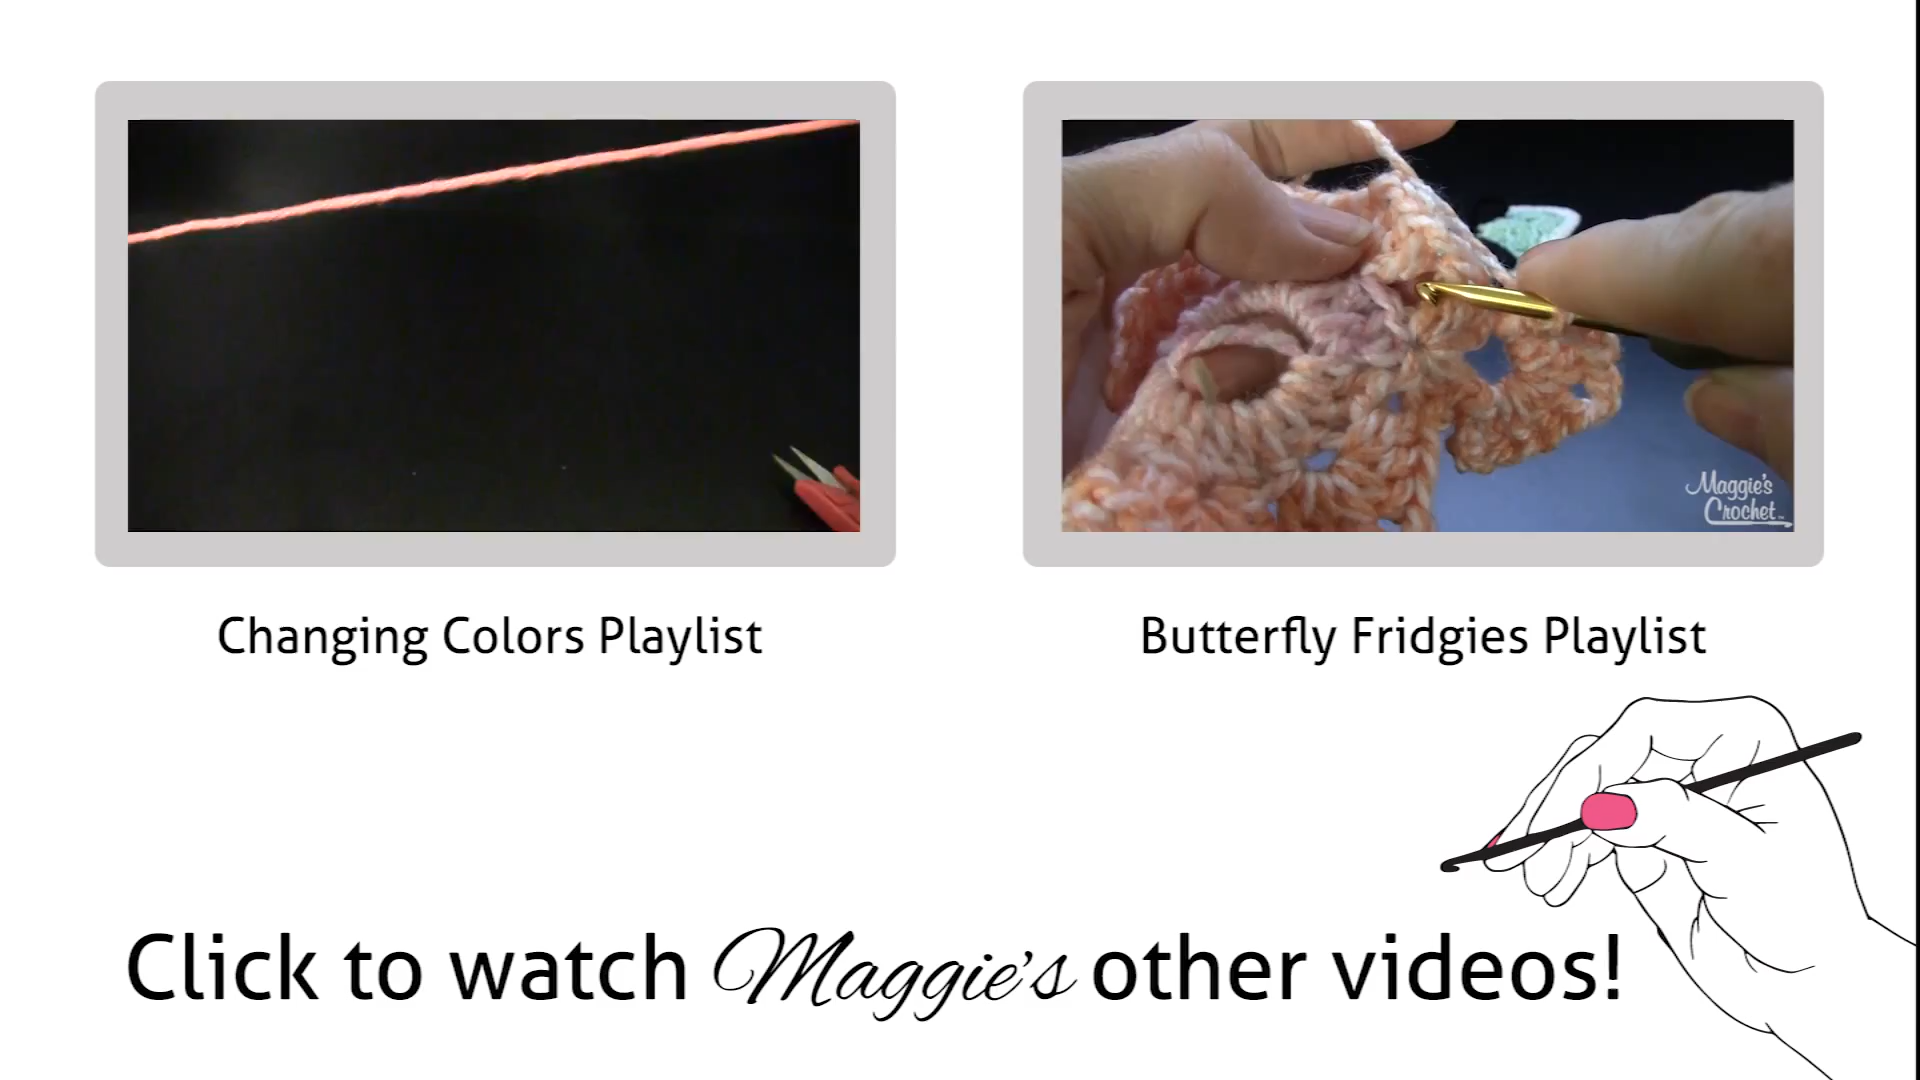 Maggie's
Crochet
Changing Colors Playlist
Butterfly Fridgies Playlist
Click to watch Maggie's other videos!